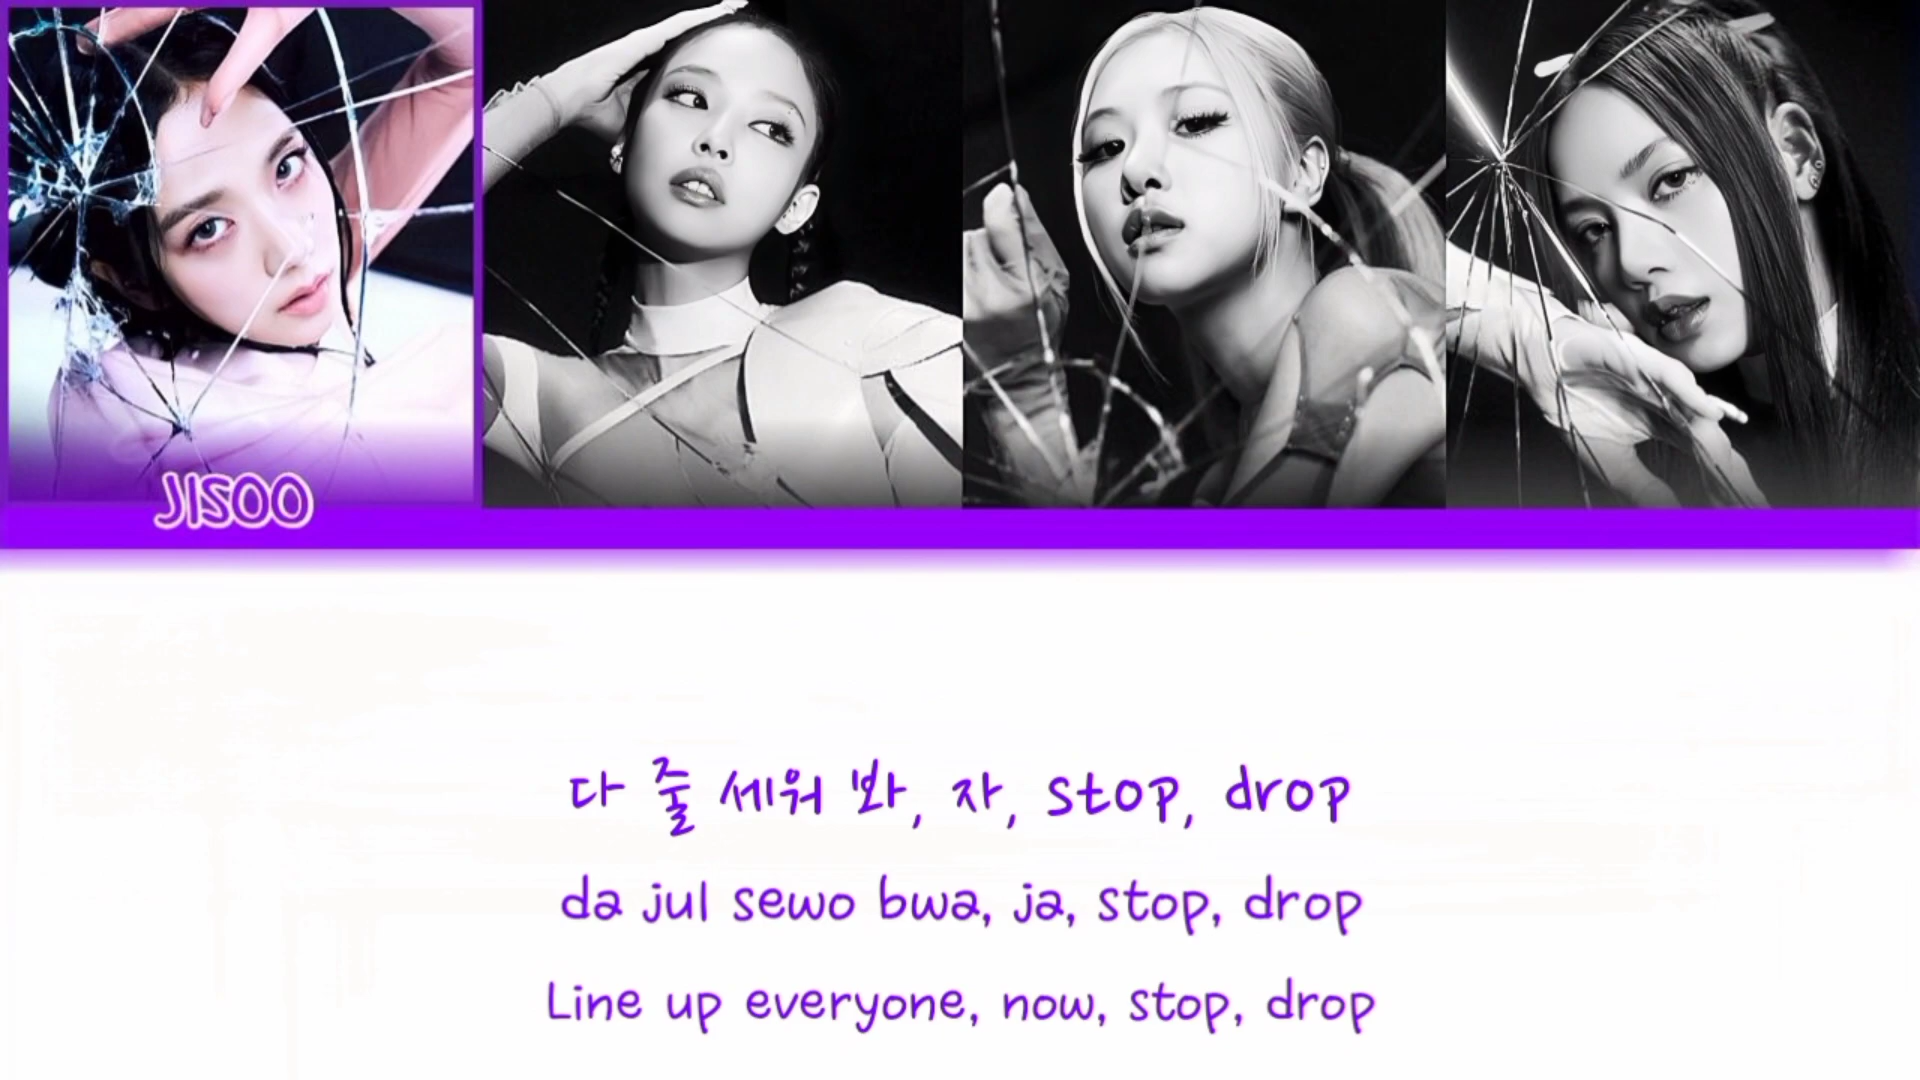 JISOO
다 줄 세워 봐, 자, stop, drop
da jul sewo bwa, ja, stop, drop
Line up everyone, now, stop, drop